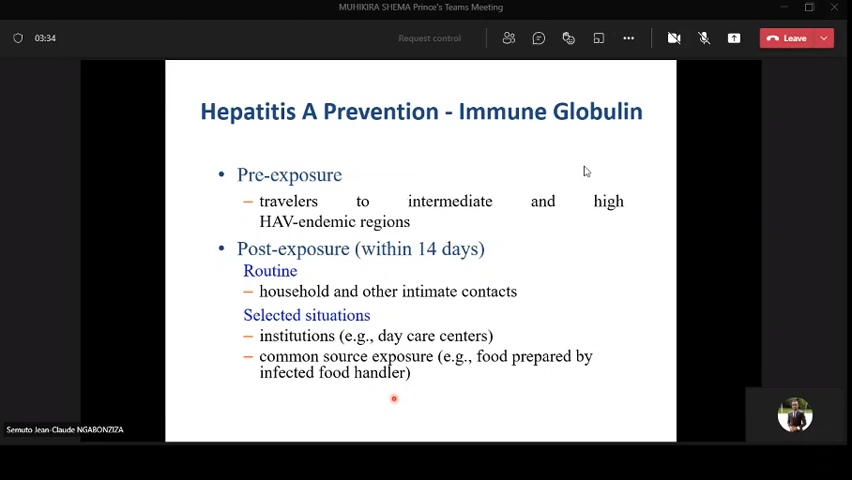 MUHIKIRA SHEMA Prince's Teams Meeting
03:34
Request control
Leave
Hepatitis A Prevention - Immune Globulin
• Pre-exposure
– travelers to intermediate and high
HAV-endemic regions
• Post-exposure (within 14 days)
Routine
– household and other intimate contacts
Selected situations
– institutions (e.g., day care centers)
– common source exposure (e.g., food prepared by
infected food handler)
Semuto Jean-Claude NGABONZIZA